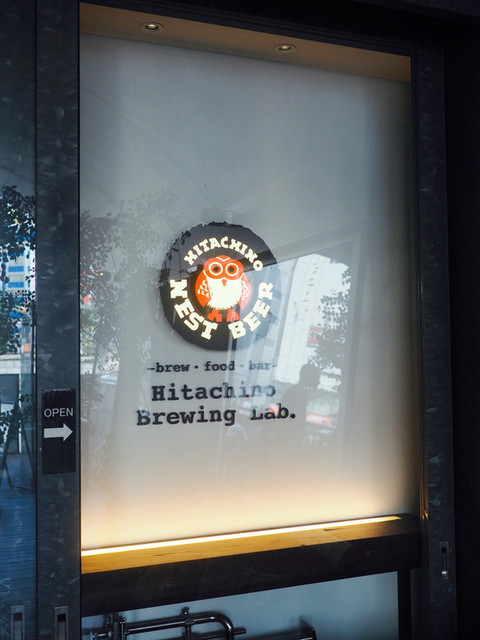 HITACHINO
NEST BEER
-brew・food・bar-
Hitachino
Brewing Lab.
OPEN